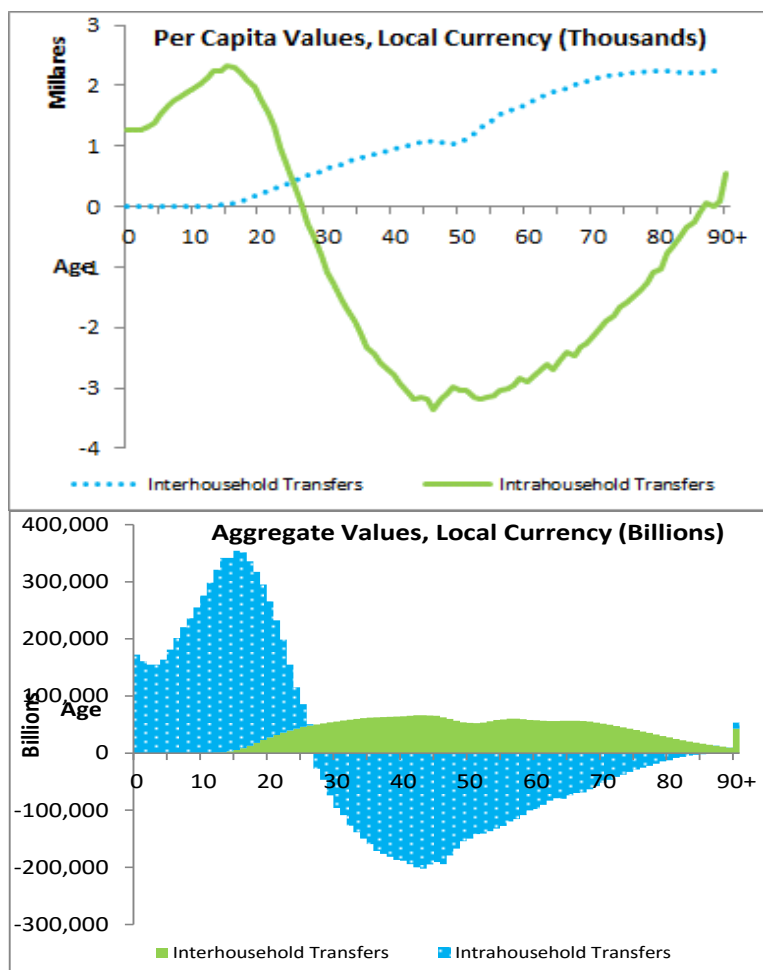 Per Capita Values, Local Currency (Thousands)
Millares
3
2
1
0
-1
-2
-3
-4
0 10 20 30 40 50 60 70 80 90+
Age
Interhousehold Transfers Intrahousehold Transfers
Aggregate Values, Local Currency (Billions)
Billions
400,000
300,000
200,000
100,000
0
-100,000
-200,000
-300,000
Age
0 10 20 30 40 50 60 70 80 90+
Interhousehold Transfers Intrahousehold Transfers